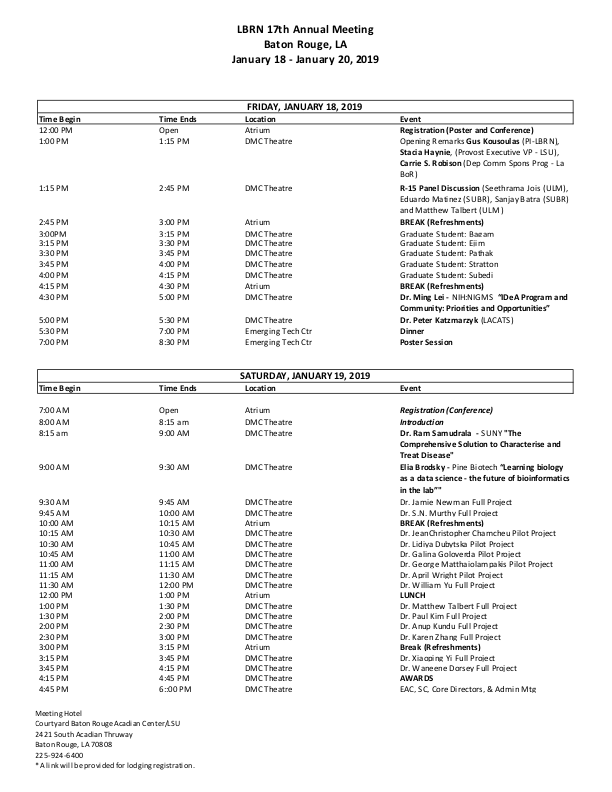 LBRN 17th Annual Meeting
Baton Rouge, LA
January 18 - January 20, 2019
FRIDAY, JANUARY 18, 2019
Time Begin Time Ends Location Event
12:00 PM Open Atrium Registration (Poster and Conference)
1:00 PM 1:15 PM DMC Theatre Opening Remarks Gus Kousoulas (PI-LBRN),
Stacia Haynie, (Provost Executive VP - LSU),
Carrie S. Robison (Dep Comm Spons Prog - La
BoR)
1:15 PM 2:45 PM DMC Theatre R-15 Panel Discussion (Seethrama Jois (ULM),
Eduardo Matinez (SUBR), Sanjay Batra (SUBR)
and Matthew Talbert (ULM)
2:45 PM 3:00 PM Atrium BREAK (Refreshments)
3:00PM 3:15 PM DMC Theatre Graduate Student: Bagam
3:15 PM 3:30 PM DMC Theatre Graduate Student: Ejim
3:30 PM 3:45 PM DMC Theatre Graduate Student: Pathak
3:45 PM 4:00 PM DMC Theatre Graduate Student: Stratton
4:00 PM 4:15 PM DMC Theatre Graduate Student: Subedi
4:15 PM 4:30 PM Atrium BREAK (Refreshments)
4:30 PM 5:00 PM DMC Theatre Dr. Ming Lei - NIH:NIGMS “IDeA Program and
Community: Priorities and Opportunities”
5:00 PM 5:30 PM DMC Theatre Dr. Peter Katzmarzyk (LACATS)
5:30 PM 7:00 PM Emerging Tech Ctr Dinner
7:00 PM 8:30 PM Emerging Tech Ctr Poster Session
SATURDAY, JANUARY 19, 2019
Time Begin Time Ends Location Event
7:00 AM Open Atrium Registration (Conference)
8:00 AM 8:15 am DMC Theatre Introduction
8:15 am 9:00 AM DMC Theatre Dr. Ram Samudrala - SUNY "The
Comprehensive Solution to Characterise and
Treat Disease"
9:00 AM 9:30 AM DMC Theatre Elia Brodsky - Pine Biotech “Learning biology
as a data science - the future of bioinformatics
in the lab”"
9:30 AM 9:45 AM DMC Theatre Dr. Jamie Newman Full Project
9:45 AM 10:00 AM DMC Theatre Dr. S.N. Murthy Full Project
10:00 AM 10:15 AM Atrium BREAK (Refreshments)
10:15 AM 10:30 AM DMC Theatre Dr. JeanChristopher Chamcheu Pilot Project
10:30 AM 10:45 AM DMC Theatre Dr. Lidiya Dubytska Pilot Project
10:45 AM 11:00 AM DMC Theatre Dr. Galina Goloverda Pilot Project
11:00 AM 11:15 AM DMC Theatre Dr. George Matthaiolampakis Pilot Project
11:15 AM 11:30 AM DMC Theatre Dr. April Wright Pilot Project
11:30 AM 12:00 PM DMC Theatre Dr. William Yu Full Project
12:00 PM 1:00 PM Atrium LUNCH
1:00 PM 1:30 PM DMC Theatre Dr. Matthew Talbert Full Project
1:30 PM 2:00 PM DMC Theatre Dr. Paul Kim Full Project
2:00 PM 2:30 PM DMC Theatre Dr. Anup Kundu Full Project
2:30 PM 3:00 PM DMC Theatre Dr. Karen Zhang Full Project
3:00 PM 3:15 PM Atrium Break (Refreshments)
3:15 PM 3:45 PM DMC Theatre Dr. Xiaoping Yi Full Project
3:45 PM 4:15 PM DMC Theatre Dr. Waneene Dorsey Full Project
4:15 PM 4:45 PM DMC Theatre AWARDS
4:45 PM 6::00 PM DMC Theatre EAC, SC, Core Directors, & Admin Mtg
Meeting Hotel
Courtyard Baton Rouge Acadian Center/LSU
2421 South Acadian Thruway
Baton Rouge, LA 70808
225-924-6400
* A link will be provided for lodging registration.